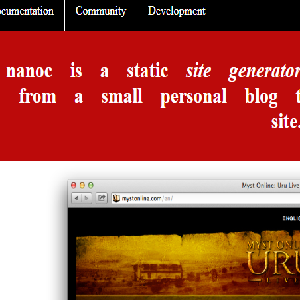 ocumentation Community Development
nanoc is a static site generator
from a small personal blog t
site.
Myst Online: Uru Live
mystonline.com/en/
MYST ONL
URU